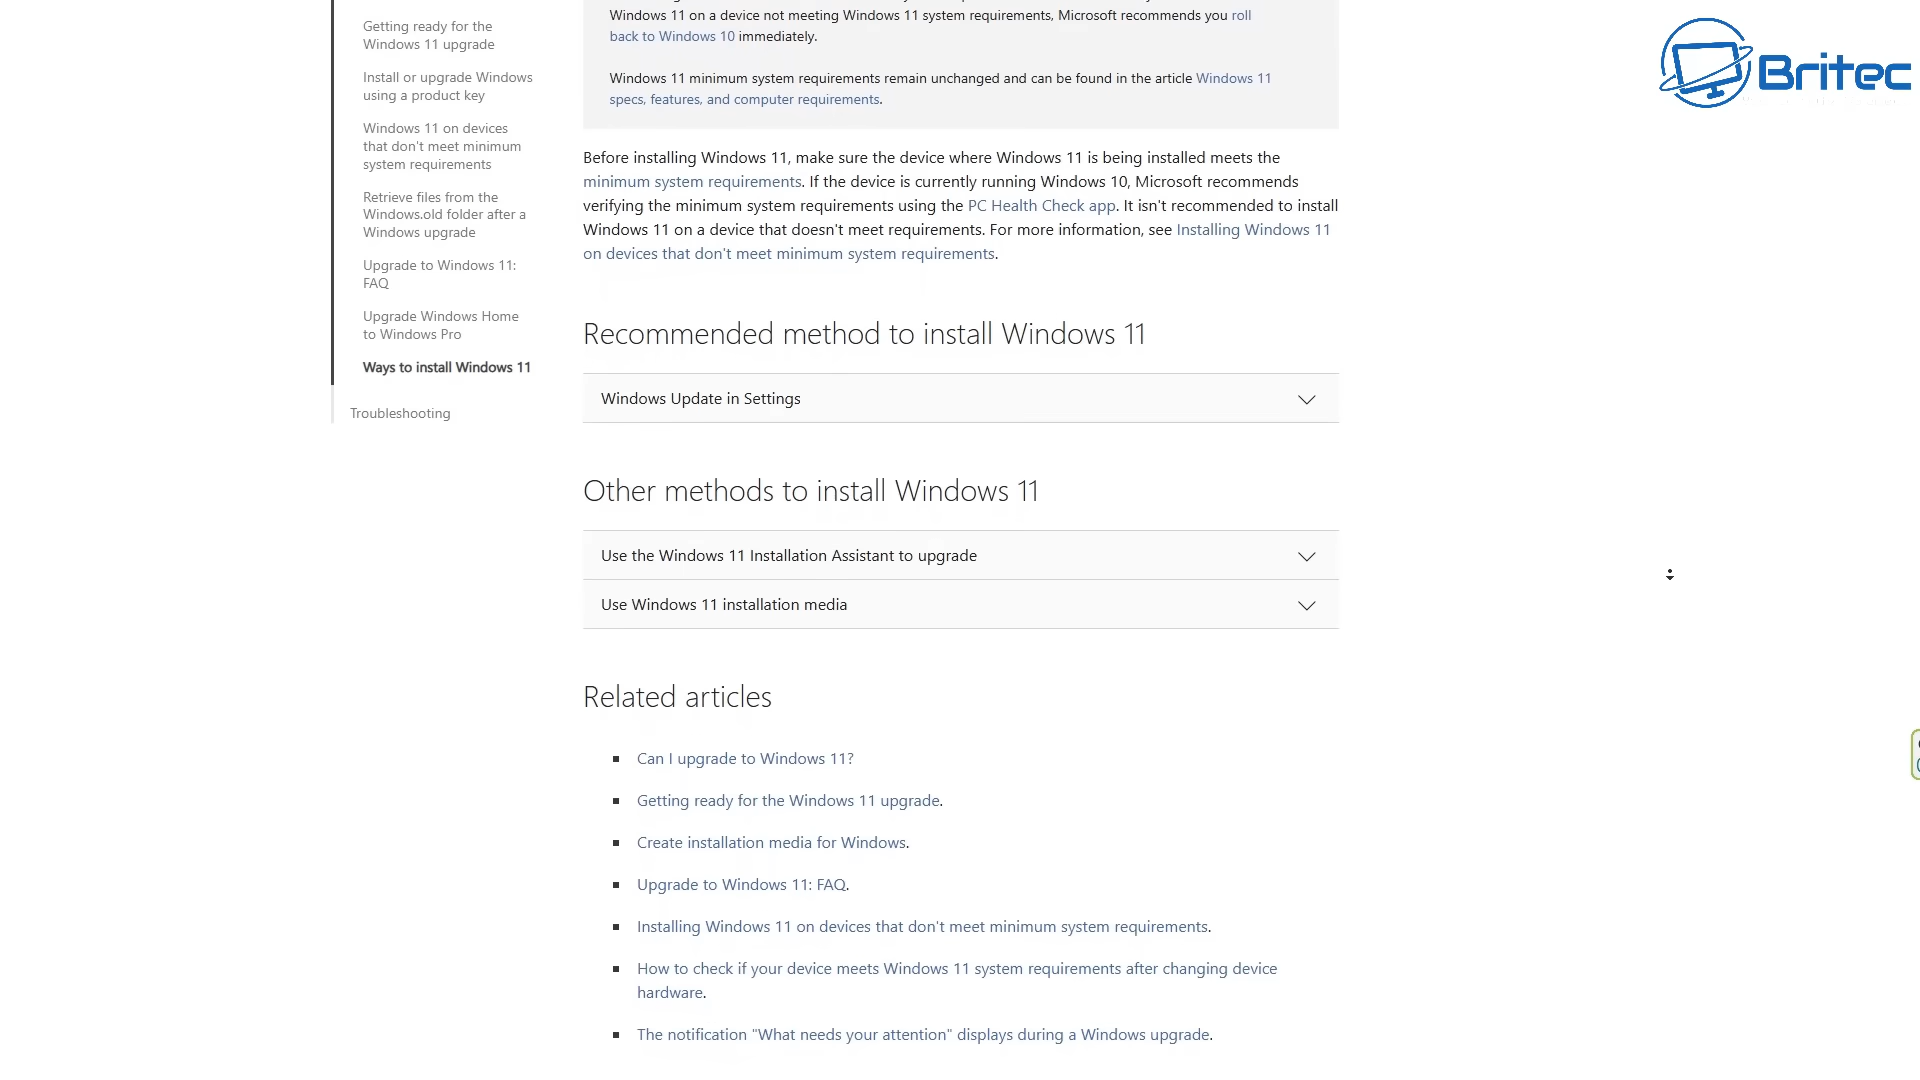 Getting ready for the
Windows 11 upgrade
Install or upgrade Windows
using a product key
Windows 11 on devices
that don't meet minimum
system requirements
Retrieve files from the
Windows.old folder after a
Windows upgrade
Upgrade to Windows 11:
FAQ
Upgrade Windows Home
to Windows Pro
Ways to install Windows 11
Troubleshooting
Windows 11 on a device not meeting Windows 11 system requirements, Microsoft recommends you roll
back to Windows 10 immediately.
Windows 11 minimum system requirements remain unchanged and can be found in the article Windows 11
specs, features, and computer requirements.
Before installing Windows 11, make sure the device where Windows 11 is being installed meets the
minimum system requirements. If the device is currently running Windows 10, Microsoft recommends
verifying the minimum system requirements using the PC Health Check app. It isn't recommended to install
Windows 11 on a device that doesn't meet requirements. For more information, see Installing Windows 11
on devices that don't meet minimum system requirements.
Recommended method to install Windows 11
Windows Update in Settings
Other methods to install Windows 11
Use the Windows 11 Installation Assistant to upgrade
Use Windows 11 installation media
Related articles
Can I upgrade to Windows 11?
Getting ready for the Windows 11 upgrade.
Create installation media for Windows.
Upgrade to Windows 11: FAQ.
Installing Windows 11 on devices that don't meet minimum system requirements.
How to check if your device meets Windows 11 system requirements after changing device
hardware.
The notification "What needs your attention" displays during a Windows upgrade.
Britec